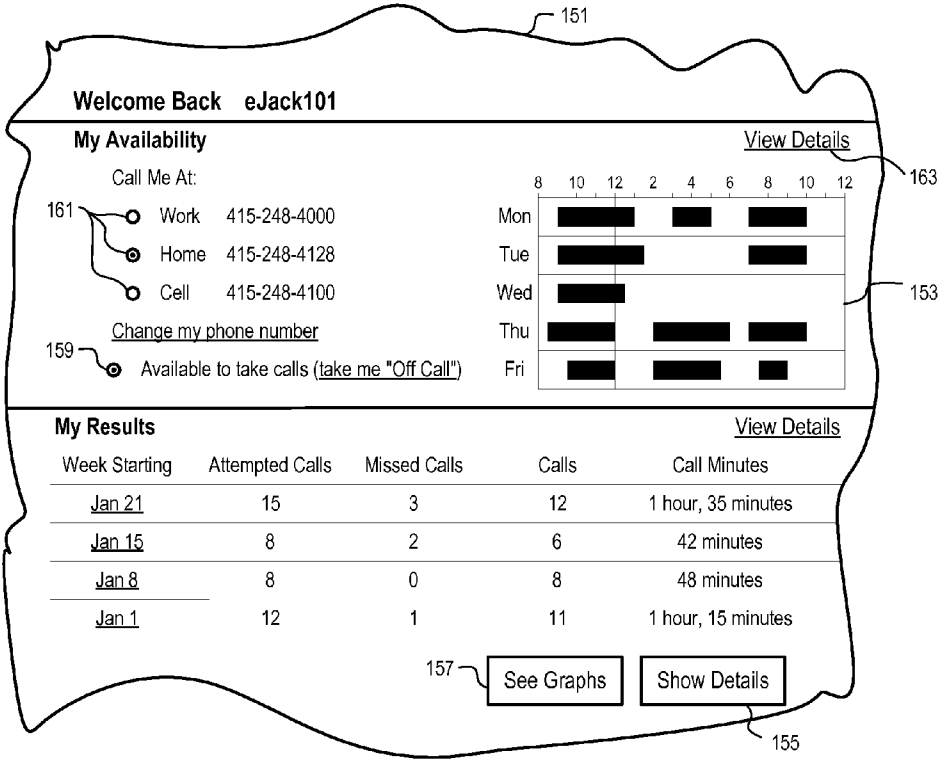 151
Welcome Back eJack101
My Availability
View Details
163
Call Me At:
8 10 12 2 4 6 8 10 12
161
Work 415-248-4000
Mon
Home 415-248-4128
Tue
Cell 415-248-4100
Wed
153
Change my phone number
Thu
159
Available to take calls (take me "Off Call")
Fri
My Results
View Details
Week Starting Attempted Calls Missed Calls Calls Call Minutes
Jan 21 15 3 12 1 hour, 35 minutes
Jan 15 8 2 6 42 minutes
Jan 8 8 0 8 48 minutes
Jan 1 12 1 11 1 hour, 15 minutes
157
See Graphs
Show Details
155